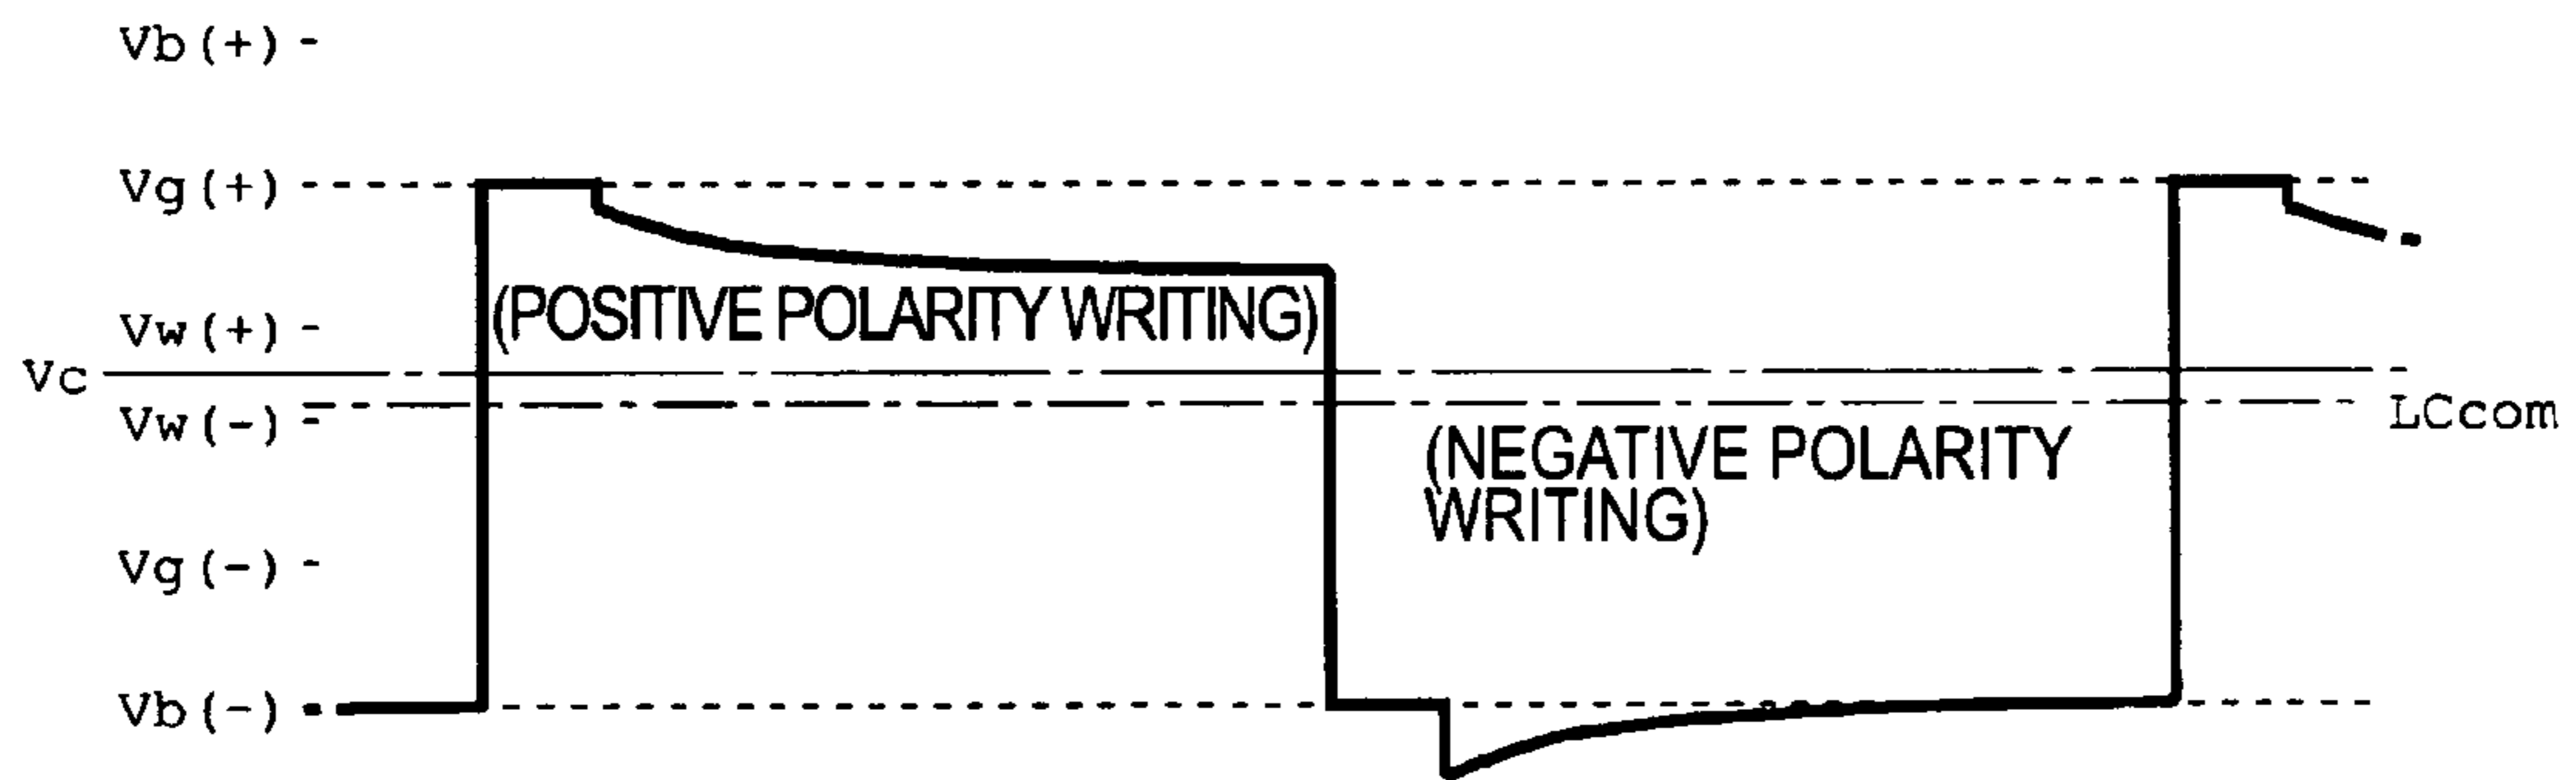 Vb(+)
Vg(+)
(POSITIVE POLARITY WRITING)
Vw(+)
Vc
Vw(-)
LCcom
(NEGATIVE POLARITY
WRITING)
Vg(-)
Vb(-)